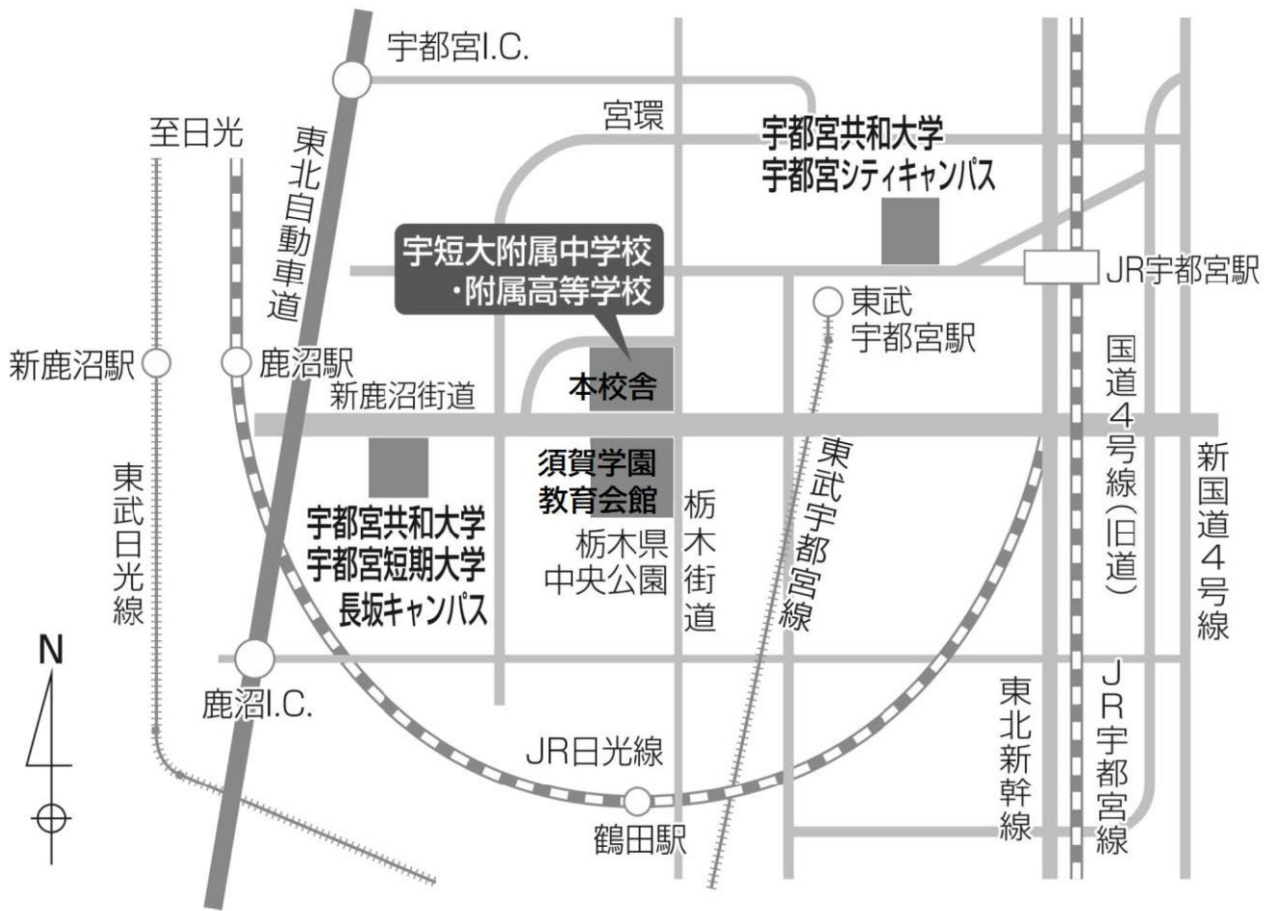 宇都宮I.C.
宮環
至日光
東北自動車道
宇都宮共和大学
宇都宮シティキャンパス
宇短大附属中学校
・附属高等学校
JR宇都宮駅
東武
宇都宮駅
新鹿沼駅
鹿沼駅
新鹿沼街道
本校舎
国道4号線(旧道)
新国道4号線
東武日光線
須賀学園
教育会館
栃木県
中央公園
栃木街道
東武宇都宮線
宇都宮共和大学
宇都宮短期大学
長坂キャンパス
N
鹿沼I.C.
JR日光線
鶴田駅
東北新幹線
JR宇都宮線